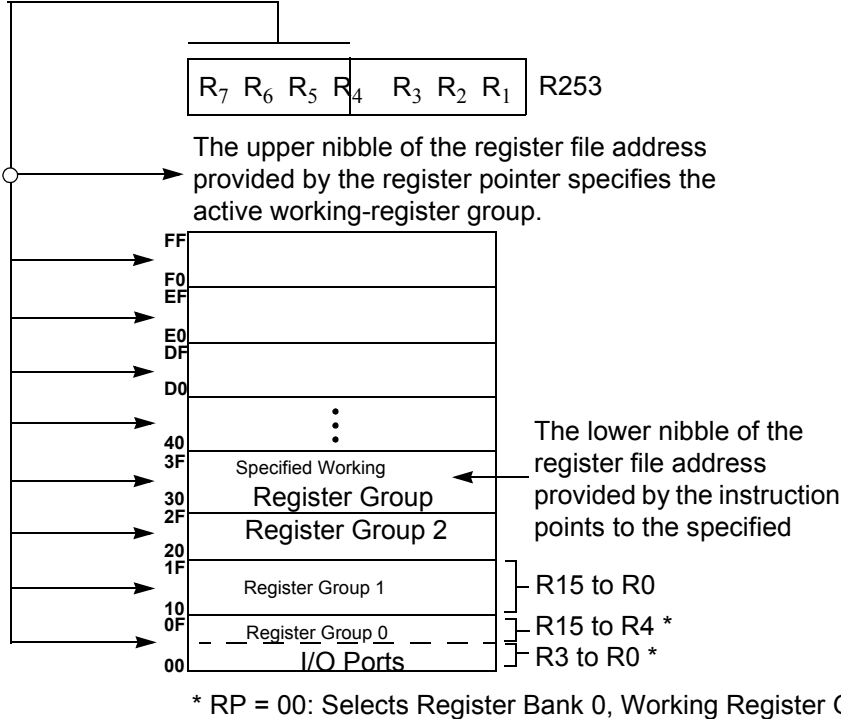 R7 R6 R5 R4 R3 R2 R1 R253
The upper nibble of the register file address
provided by the register pointer specifies the
active working-register group.
FF
F0
EF
E0
DF
D0
40
3F
Specified Working
Register Group
30
The lower nibble of the
register file address
provided by the instruction
points to the specified
2F
Register Group 2
20
1F
Register Group 1
10
R15 to R0
0F
Register Group 0
R15 to R4 *
I/O Ports
00
R3 to R0 *
* RP = 00: Selects Register Bank 0, Working Register